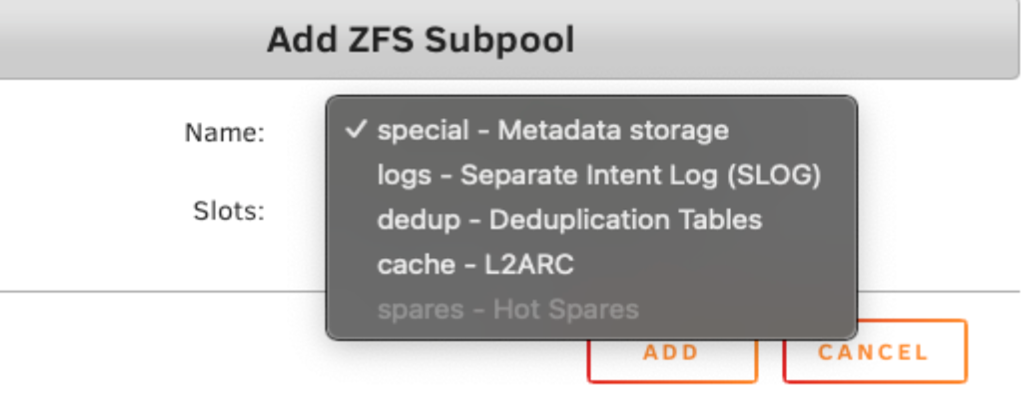 Add ZFS Subpool
Name:
✓ special - Metadata storage
logs - Separate Intent Log (SLOG)
dedup - Deduplication Tables
cache - L2ARC
spares - Hot Spares
Slots:
ADD
CANCEL